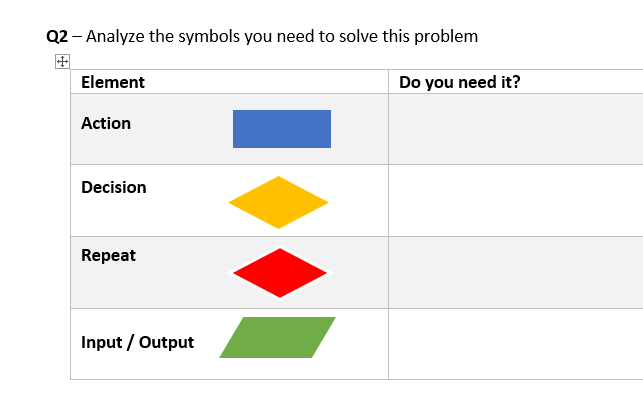 Q2 – Analyze the symbols you need to solve this problem
Element Do you need it?
Action
Decision
Repeat
Input / Output